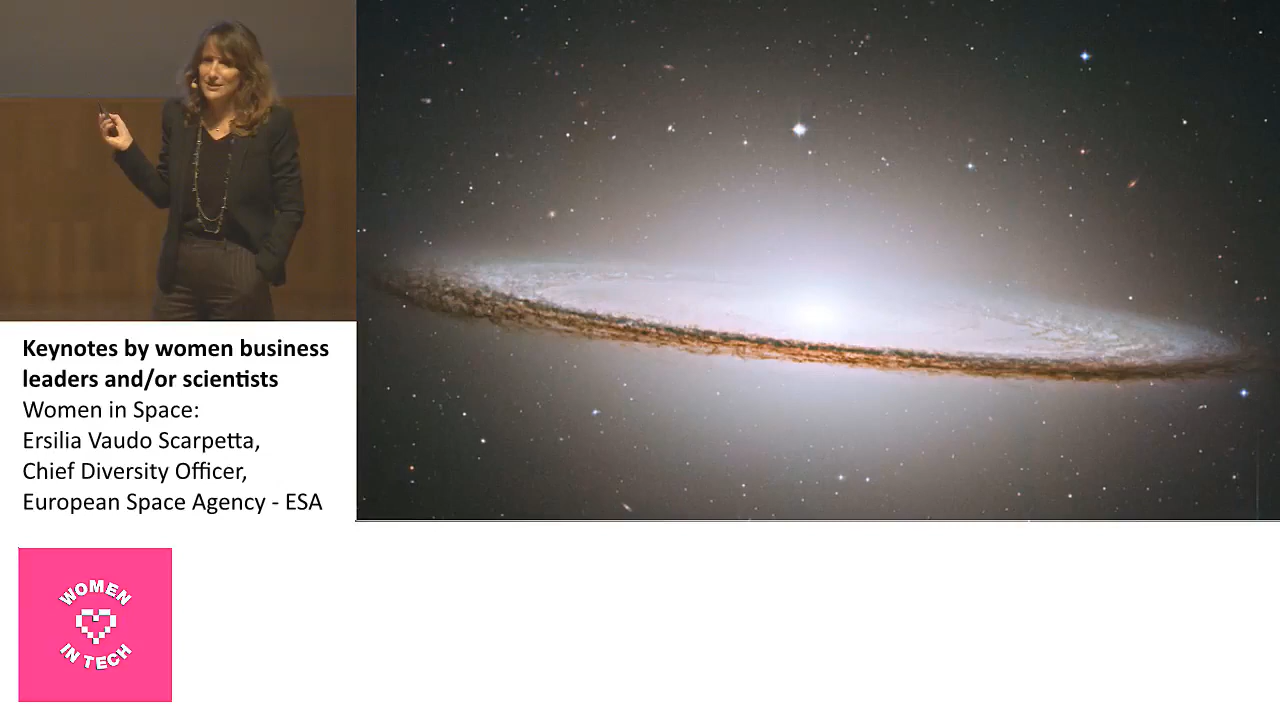 Keynotes by women business
leaders and/or scientists
Women in Space:
Ersilia Vaudo Scarpetta,
Chief Diversity Officer,
European Space Agency - ESA
WOMEN
IN TECH